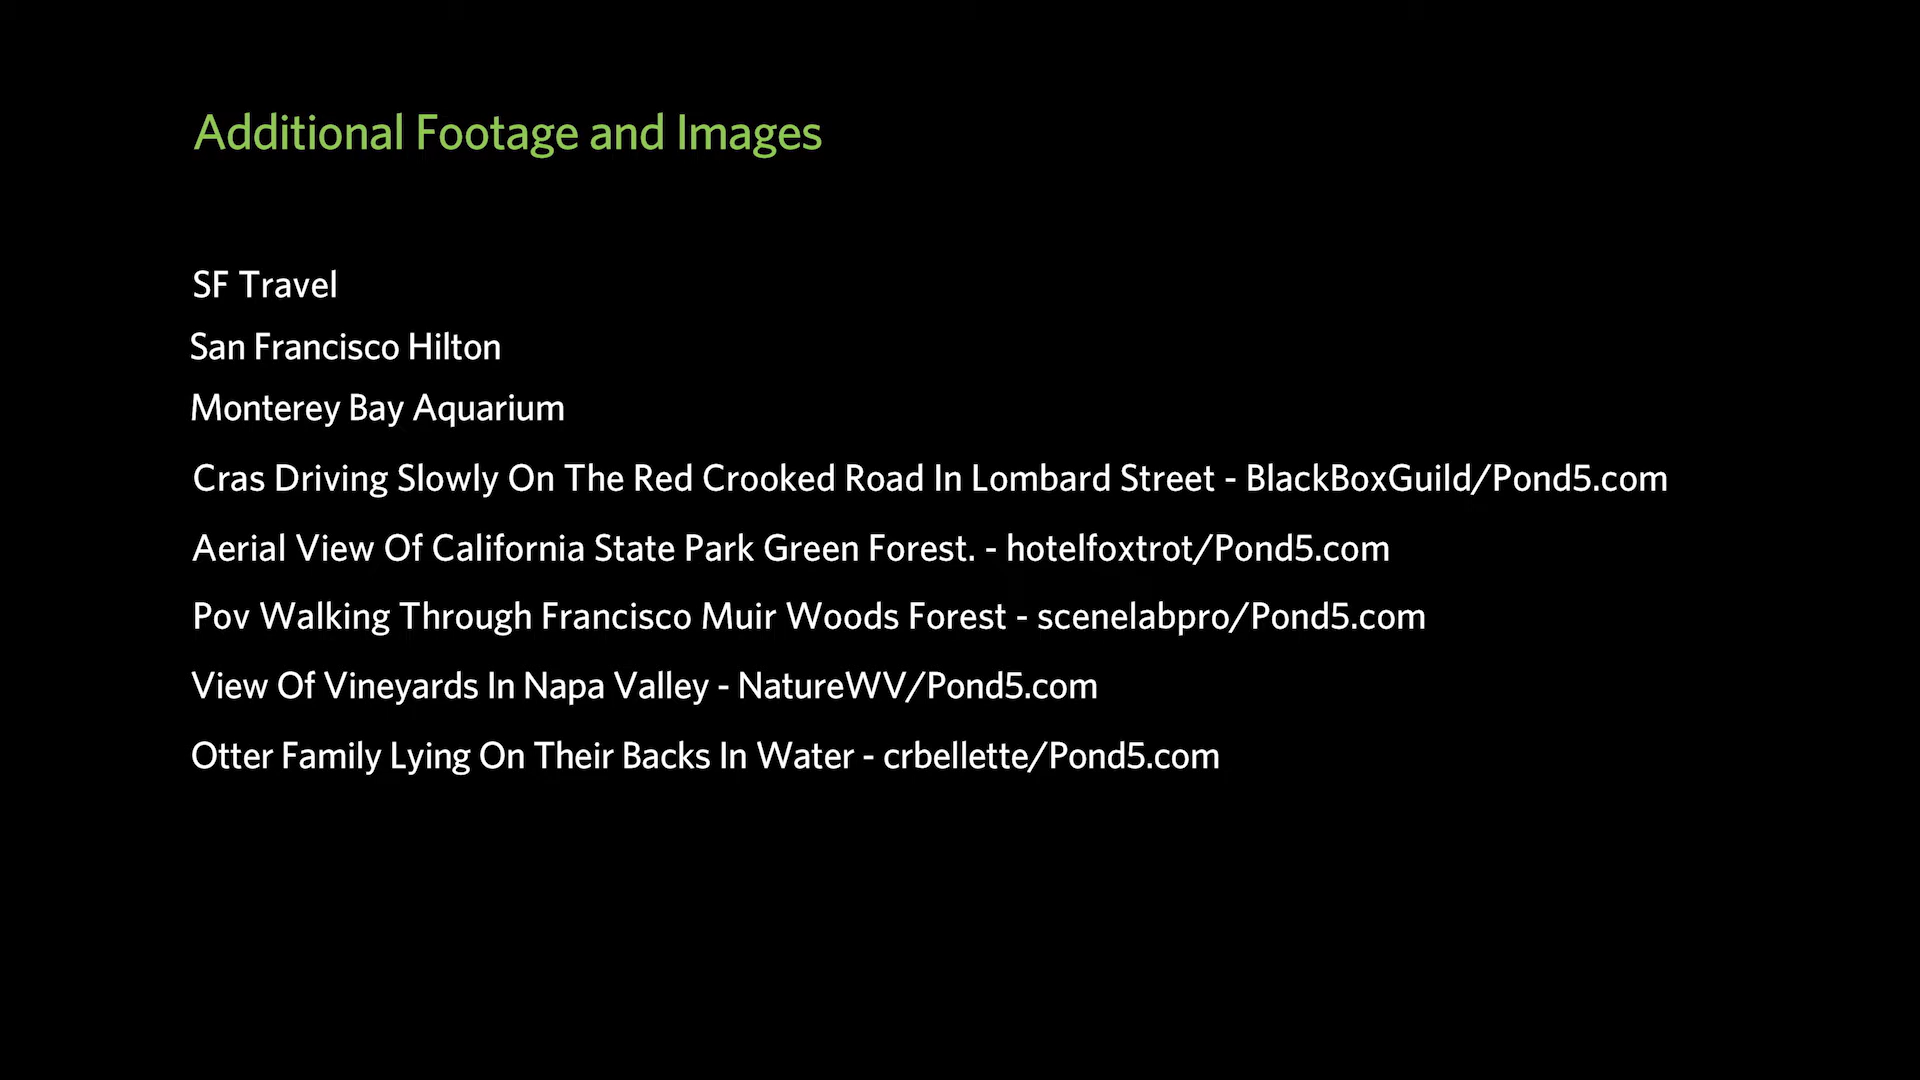 Additional Footage and Images
SF Travel
San Francisco Hilton
Monterey Bay Aquarium
Cras Driving Slowly On The Red Crooked Road In Lombard Street - BlackBoxGuild/Pond5.com
Aerial View Of California State Park Green Forest. - hotelfoxtrot/Pond5.com
Pov Walking Through Francisco Muir Woods Forest - scenelabpro/Pond5.com
View Of Vineyards In Napa Valley - NatureWV/Pond5.com
Otter Family Lying On Their Backs In Water - crbellette/Pond5.com